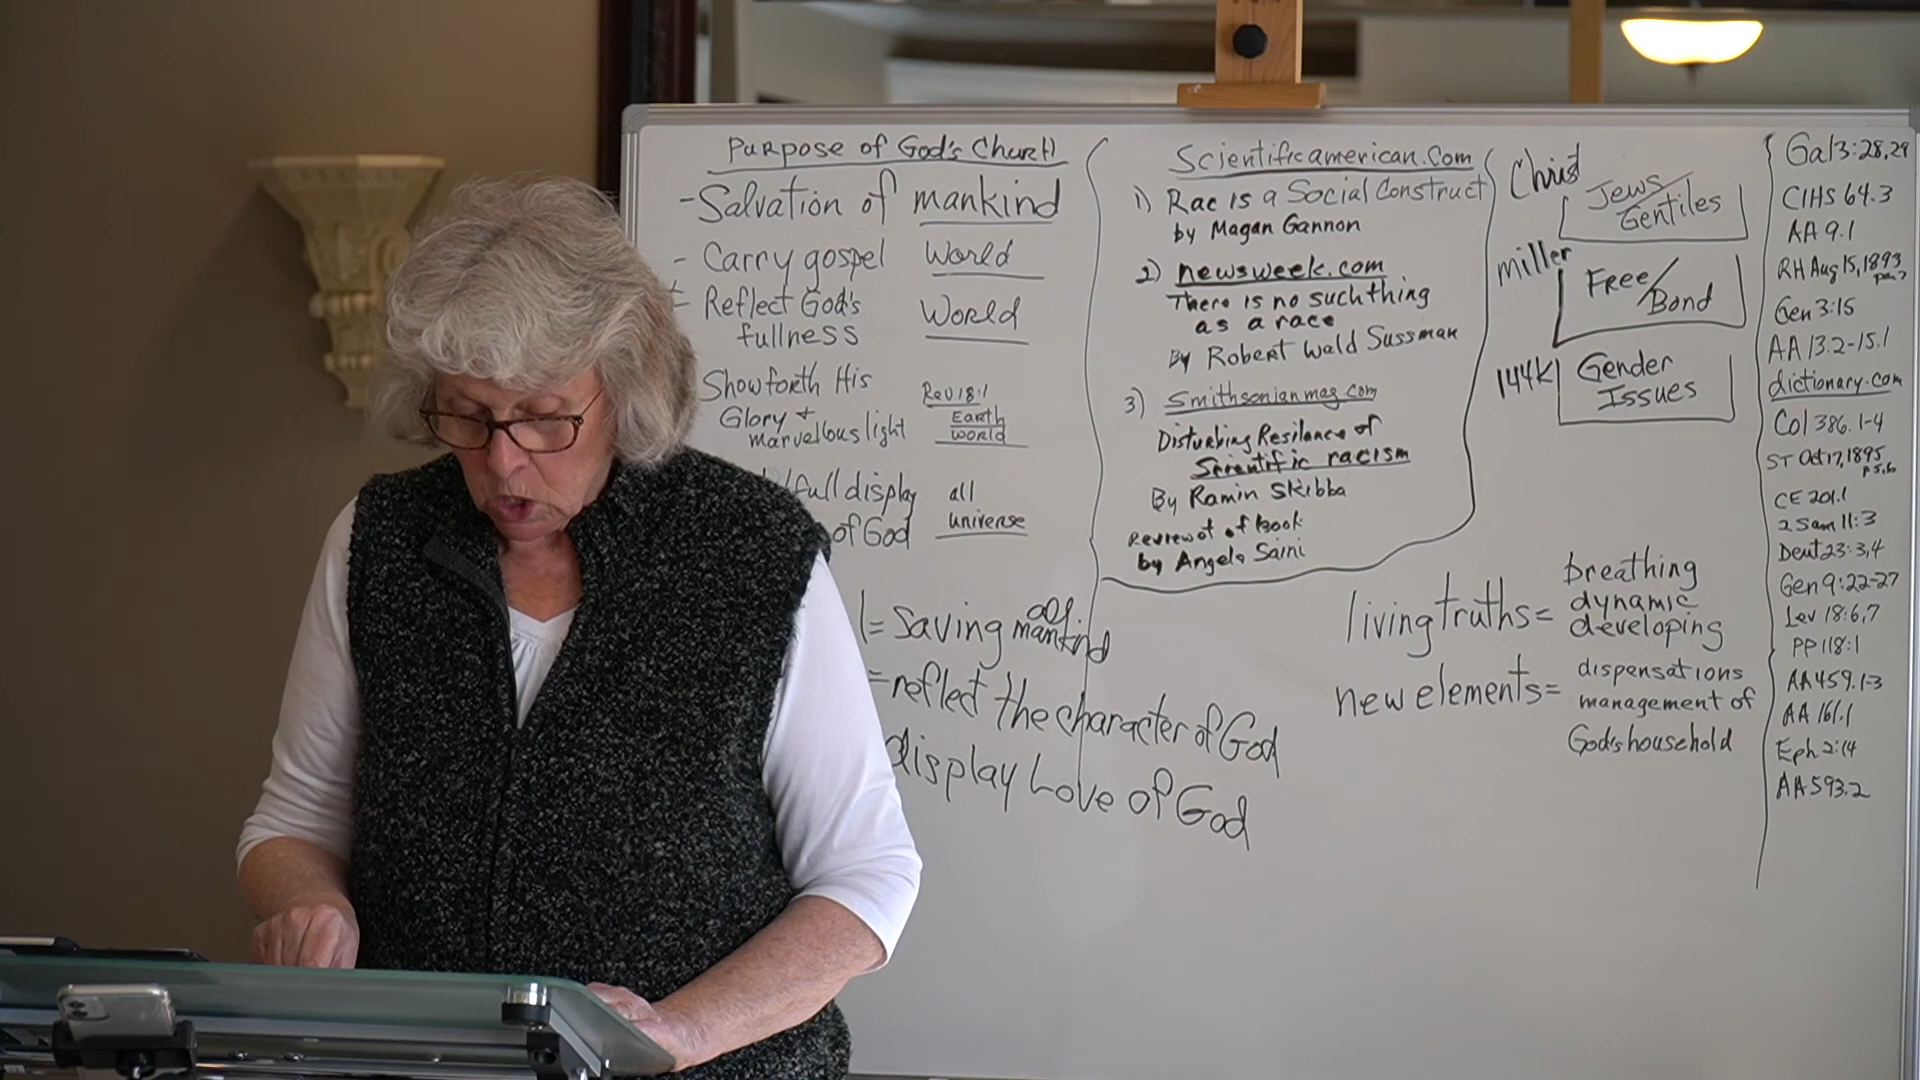 Purpose of God's Church
- Salvation of mankind
- Carry gospel World
Reflect God's
fullness World
Show forth His
Glory +
marvellous light
Rev 18:1
Earth
World
full display
of God
all
universe
= Saving all
mankind
= reflect the character of God
display Love of God
Scientificamerican.com
1) Rac is a Social Construct
by Magan Gannon
2) newsweek.com
There is no such thing
as a race
By Robert Wald Sussman
3) Smithsonianmag.com
Disturbing Resilance of
Scientific racism
By Ramin Skibba
of Book
by Angela Saini
Christ
Jews/
Gentiles
miller
Free/
Bond
144K
Gender
Issues
living truths =
breathing
dynamic
developing
new elements =
dispensations
management of
God's household
Gal 3:28,29
CIHS 64.3
AA 9.1
RH Aug 15, 1893
Gen 3:15
AA 13.2-15.1
dictionary.com
Col 386.1-4
ST Oct 17, 1895
p 5,6
CE 201.1
2 Sam 11:3
Deut 23:3,4
Gen 9:22-27
Lev 18:6,7
PP 118:1
AA 459.1-3
AA 161.1
Eph 2:14
AA 593.2